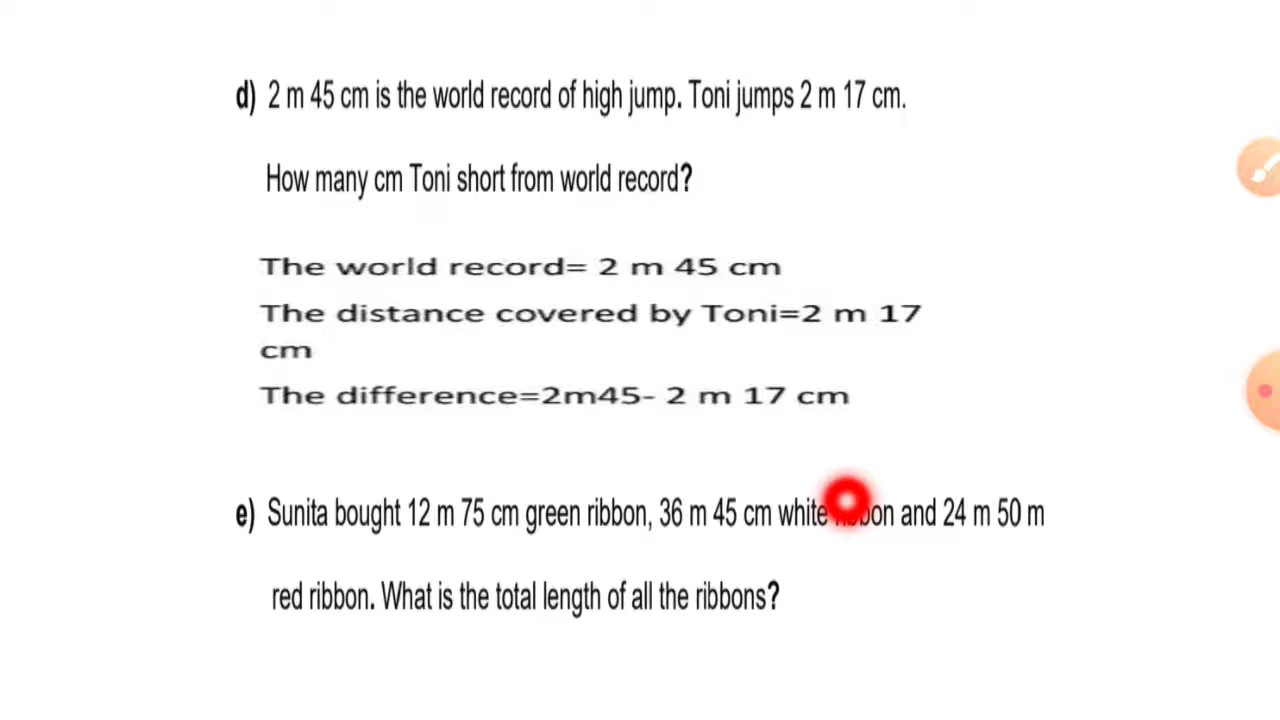 d) 2 m 45 cm is the world record of high jump. Toni jumps 2 m 17 cm.
How many cm Toni short from world record?
The world record= 2 m 45 cm
The distance covered by Toni=2 m 17
cm
The difference=2m45- 2 m 17 cm
e) Sunita bought 12 m 75 cm green ribbon, 36 m 45 cm white ribbon and 24 m 50 m
red ribbon. What is the total length of all the ribbons?